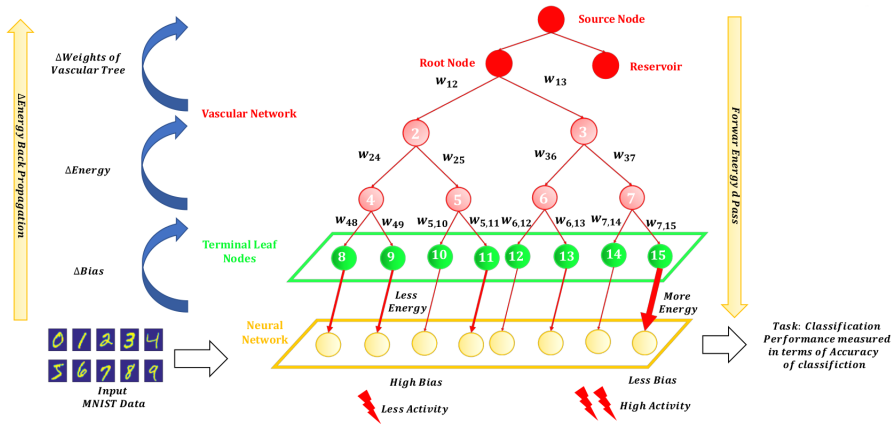 Source Node
Root Node
Reservoir
w12
w13
ΔWeights of
Vascular Tree
Vascular Network
ΔEnergy Back Propagation
Forwar Energy d Pass
2
3
w24
w25
w36
w37
ΔEnergy
4
5
6
7
w48
w49
w5,10
w5,11
w6,12
w6,13
w7,14
w7,15
Terminal Leaf
Nodes
8
9
10
11
12
13
14
15
ΔBias
Less
Energy
More
Energy
Neural
Network
0 1 2 3 4
5 6 7 8 9
Input
MNIST Data
Task: Classification
Performance measured
in terms of Accuracy
of classifiction
High Bias
Less Bias
Less Activity
High Activity